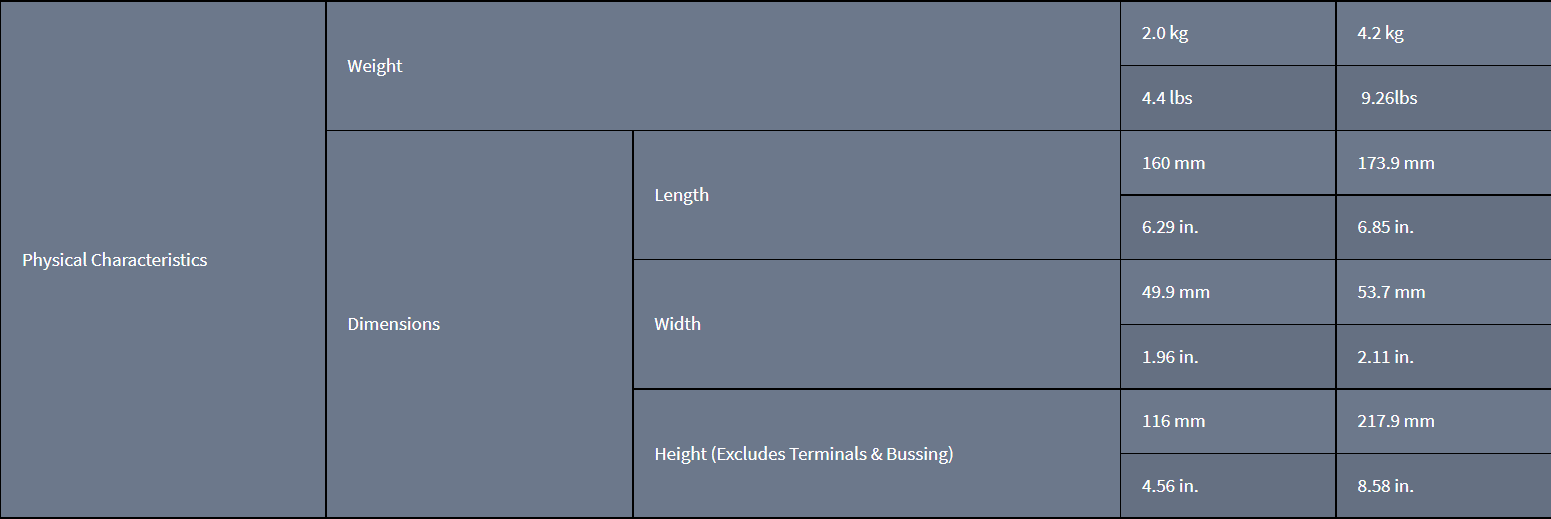 Physical Characteristics
Weight
2.0 kg
4.2 kg
4.4 lbs
9.26lbs
Dimensions
Length
160 mm
173.9 mm
6.29 in.
6.85 in.
Width
49.9 mm
53.7 mm
1.96 in.
2.11 in.
Height (Excludes Terminals & Bussing)
116 mm
217.9 mm
4.56 in.
8.58 in.